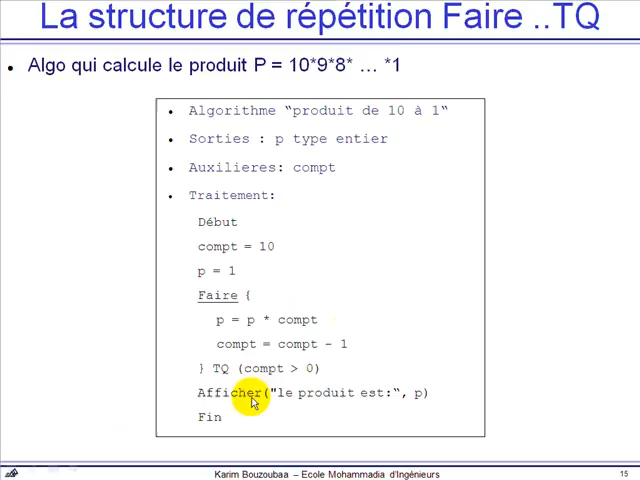 La structure de répétition Faire ..TQ
• Algo qui calcule le produit P = 10*9*8* … *1
• Algorithme “produit de 10 à 1“
• Sorties : p type entier
• Auxilieres: compt
• Traitement:
Début
compt = 10
p = 1
Faire {
p = p * compt
compt = compt - 1
} TQ (compt > 0)
Afficher("le produit est:“, p)
Fin
Karim Bouzoubaa – Ecole Mohammadia d'Ingénieurs
15